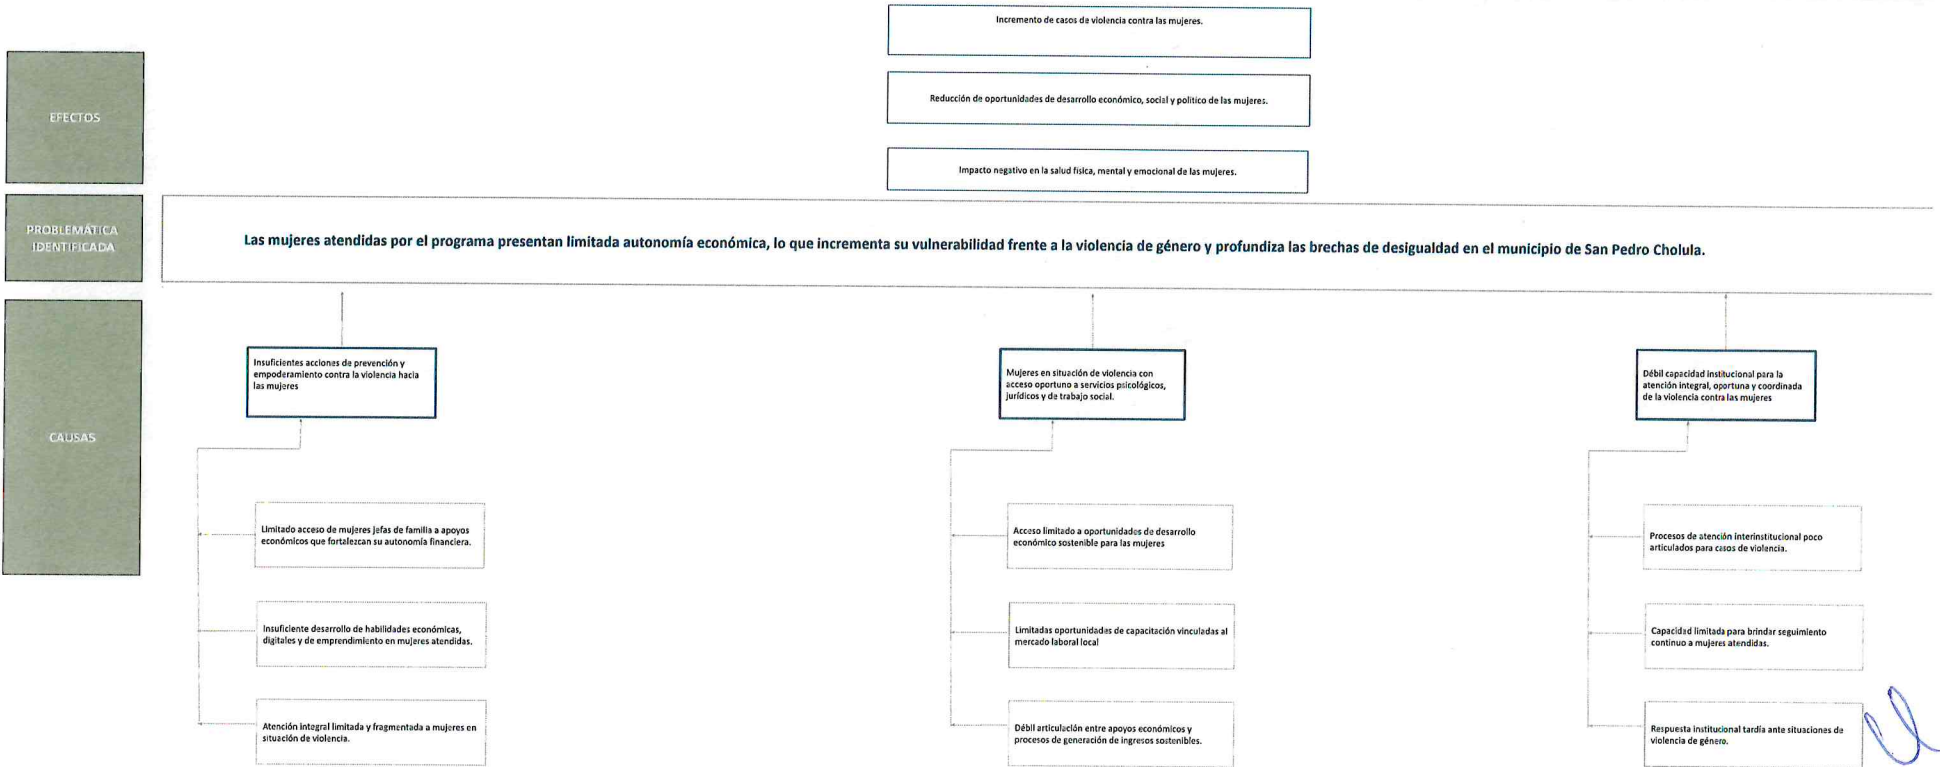 Incremento de casos de violencia contra las mujeres.
EFECTOS
Reducción de oportunidades de desarrollo económico, social y político de las mujeres.
Impacto negativo en la salud física, mental y emocional de las mujeres.
PROBLEMÁTICA
IDENTIFICADA
Las mujeres atendidas por el programa presentan limitada autonomía económica, lo que incrementa su vulnerabilidad frente a la violencia de género y profundiza las brechas de desigualdad en el municipio de San Pedro Cholula.
CAUSAS
Insuficientes acciones de prevención y
empoderamiento contra la violencia hacia
las mujeres
Limitado acceso de mujeres jefas de familia a apoyos
económicos que fortalezcan su autonomía financiera.
Insuficiente desarrollo de habilidades económicas,
digitales y de emprendimiento en mujeres atendidas.
Atención integral limitada y fragmentada a mujeres en
situación de violencia.
Mujeres en situación de violencia con
acceso oportuno a servicios psicológicos,
jurídicos y de trabajo social.
Acceso limitado a oportunidades de desarrollo
económico sostenible para las mujeres
Limitadas oportunidades de capacitación vinculadas al
mercado laboral local
Débil articulación entre apoyos económicos y
procesos de generación de ingresos sostenibles.
Débil capacidad institucional para la
atención integral, oportuna y coordinada
de la violencia contra las mujeres
Procesos de atención interinstitucional poco
articulados para casos de violencia.
Capacidad limitada para brindar seguimiento
continuo a mujeres atendidas.
Respuesta institucional tardía ante situaciones de
violencia de género.